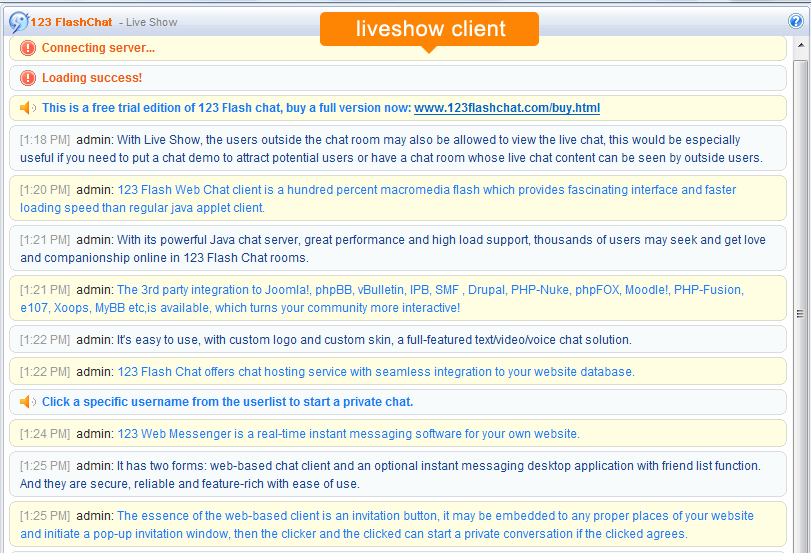 123 FlashChat - Live Show
liveshow client
?
Connecting server...
Loading success!
This is a free trial edition of 123 Flash chat, buy a full version now: www.123flashchat.com/buy.html
[1:18 PM] admin: With Live Show, the users outside the chat room may also be allowed to view the live chat, this would be especially
useful if you need to put a chat demo to attract potential users or have a chat room whose live chat content can be seen by outside users.
[1:20 PM] admin: 123 Flash Web Chat client is a hundred percent macromedia flash which provides fascinating interface and faster
loading speed than regular java applet client.
[1:21 PM] admin: With its powerful Java chat server, great performance and high load support, thousands of users may seek and get love
and companionship online in 123 Flash Chat rooms.
[1:21 PM] admin: The 3rd party integration to Joomla!, phpBB, vBulletin, IPB, SMF , Drupal, PHP-Nuke, phpFOX, Moodle!, PHP-Fusion,
e107, Xoops, MyBB etc,is available, which turns your community more interactive!
[1:22 PM] admin: It's easy to use, with custom logo and custom skin, a full-featured text/video/voice chat solution.
[1:22 PM] admin: 123 Flash Chat offers chat hosting service with seamless integration to your website database.
Click a specific username from the userlist to start a private chat.
[1:24 PM] admin: 123 Web Messenger is a real-time instant messaging software for your own website.
[1:25 PM] admin: It has two forms: web-based chat client and an optional instant messaging desktop application with friend list function.
And they are secure, reliable and feature-rich with ease of use.
[1:25 PM] admin: The essence of the web-based client is an invitation button, it may be embedded to any proper places of your website
and initiate a pop-up invitation window, then the clicker and the clicked can start a private conversation if the clicked agrees.